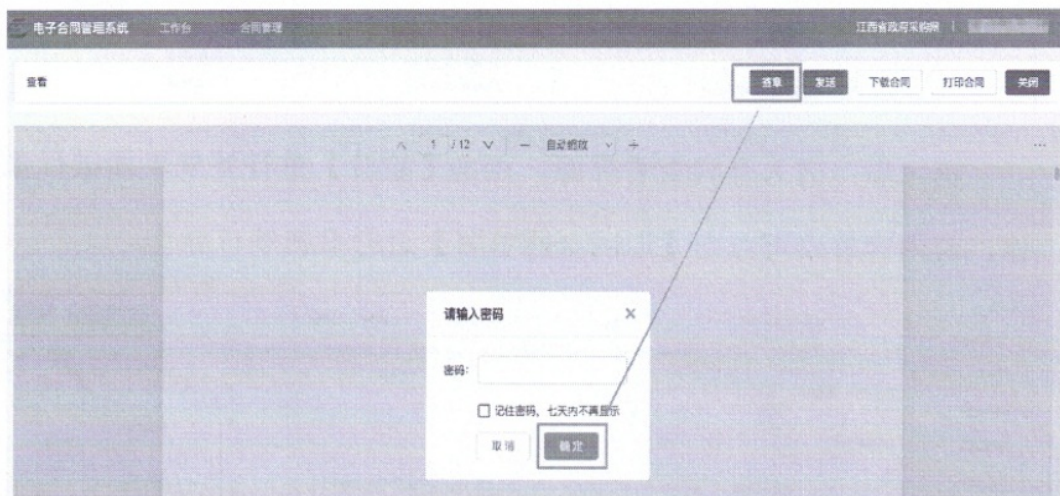 电子合同管理系统 工作台 合同管理 江西省政府采购网 |
查看 签章 发送 下载合同 打印合同 关闭
1 / 12 自动缩放
请输入密码
密码:
记住密码，七天内不再显示
取消 确定